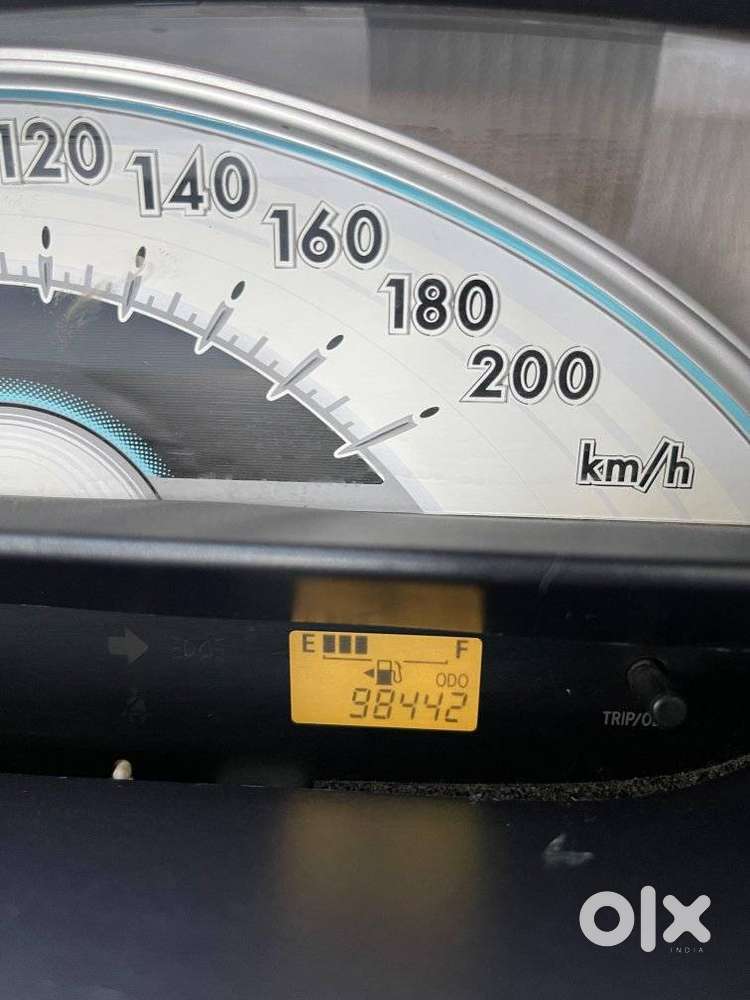 120
140
160
180
200
km/h
E F
ODO
98442
TRIP/O
olx
INDIA